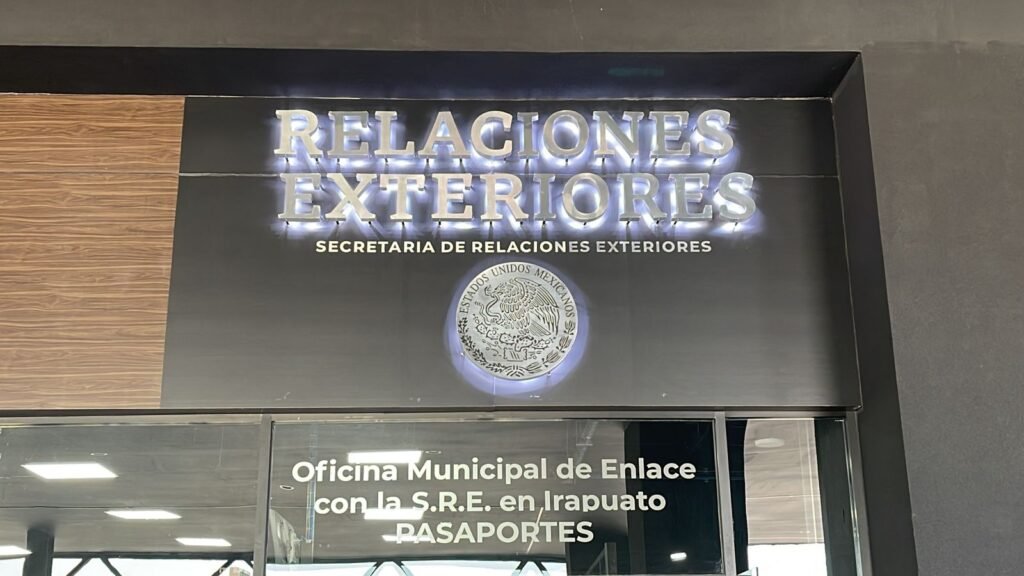 RELACIONES
EXTERIORES
SECRETARIA DE RELACIONES EXTERIORES
ESTADOS UNIDOS MEXICANOS
Oficina Municipal de Enlace
con la S.R.E. en Irapuato
PASAPORTES